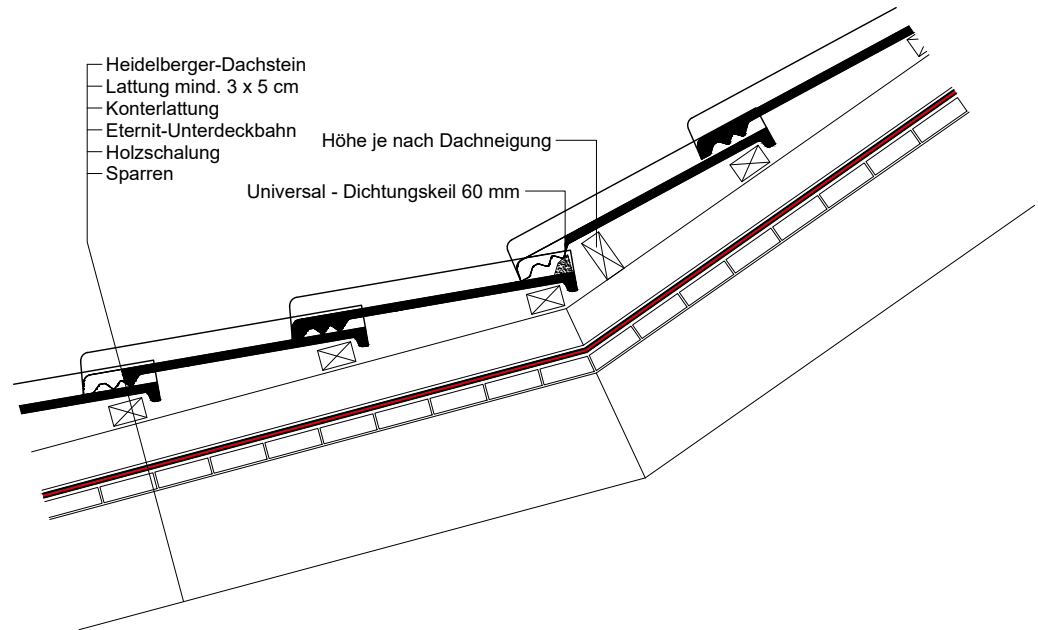 Heidelberger-Dachstein
Lattung mind. 3 x 5 cm
Konterlattung
Eternit-Unterdeckbahn
Holzschalung
Sparren
Höhe je nach Dachneigung
Universal - Dichtungskeil 60 mm